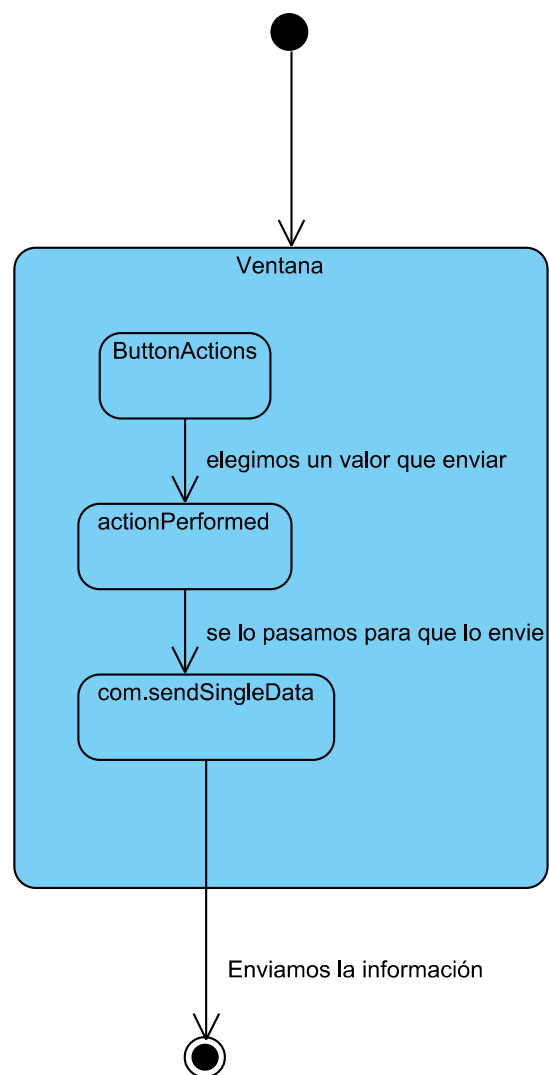 Ventana
ButtonActions
elegimos un valor que enviar
actionPerformed
se lo pasamos para que lo envie
com.sendSingleData
Enviamos la información